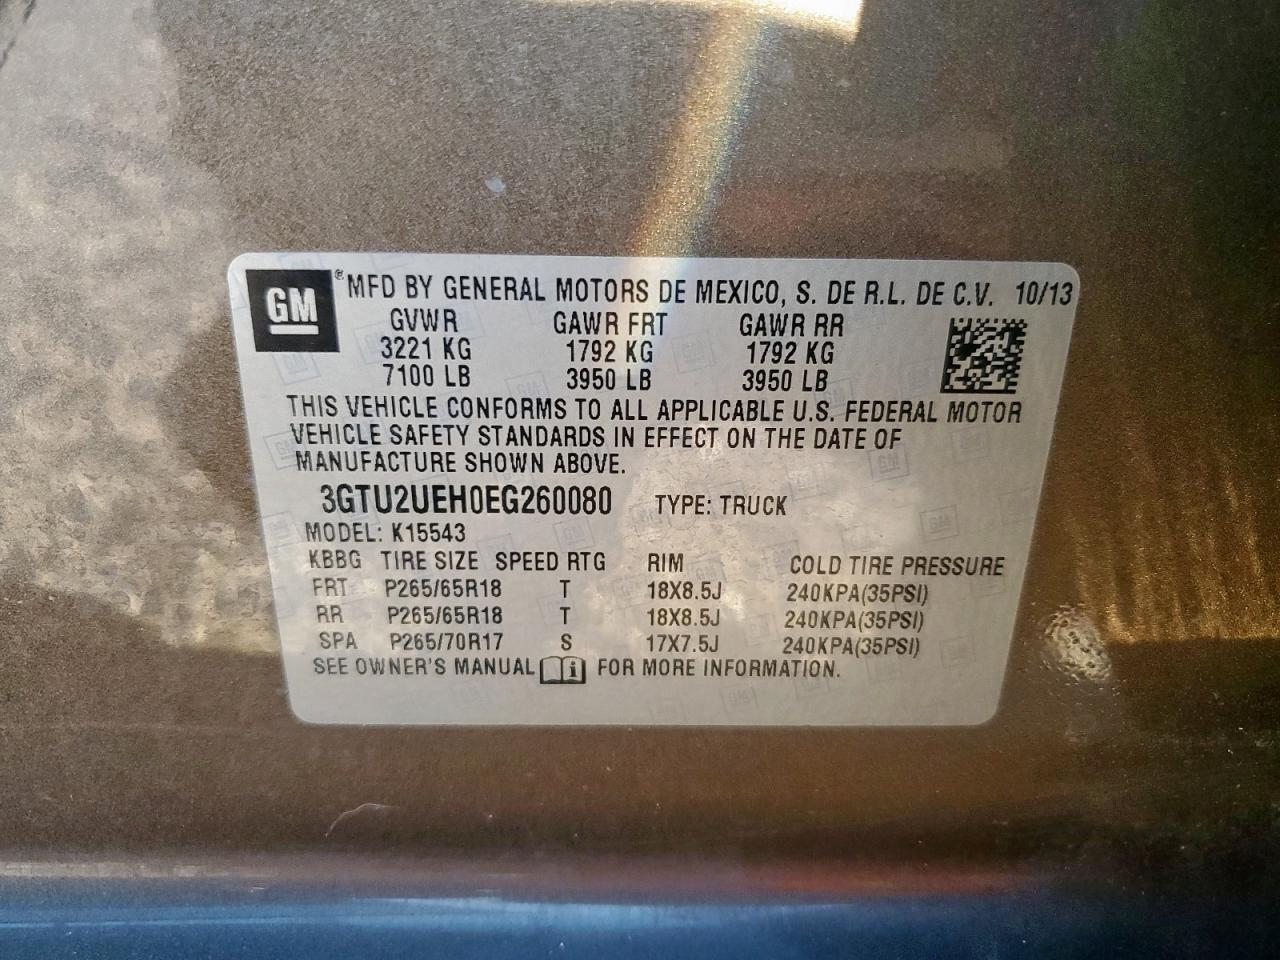 GM ® MFD BY GENERAL MOTORS DE MEXICO, S. DE R.L. DE C.V. 10/13
GVWR GAWR FRT GAWR RR
3221 KG 1792 KG 1792 KG
7100 LB 3950 LB 3950 LB
THIS VEHICLE CONFORMS TO ALL APPLICABLE U.S. FEDERAL MOTOR
VEHICLE SAFETY STANDARDS IN EFFECT ON THE DATE OF
MANUFACTURE SHOWN ABOVE.
3GTU2UEH0EG260080 TYPE: TRUCK
MODEL: K15543
KBBG TIRE SIZE SPEED RTG RIM COLD TIRE PRESSURE
FRT P265/65R18 T 18X8.5J 240KPA(35PSI)
RR P265/65R18 T 18X8.5J 240KPA(35PSI)
SPA P265/70R17 S 17X7.5J 240KPA(35PSI)
SEE OWNER'S MANUAL FOR MORE INFORMATION.